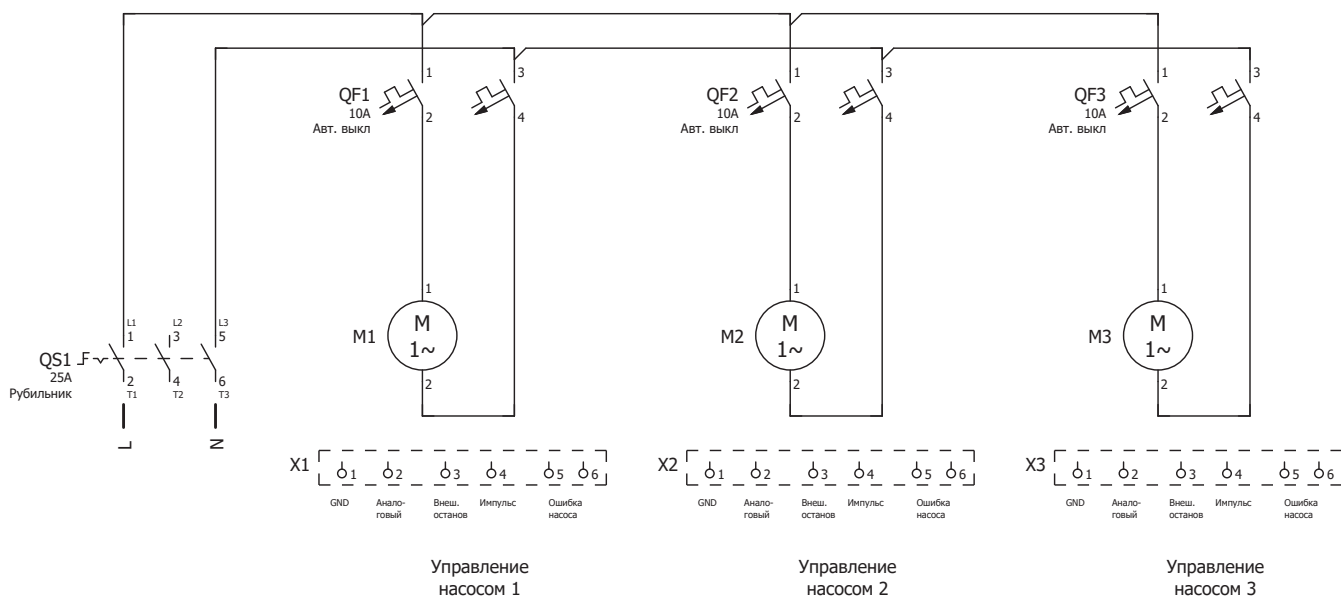 1
3
QF1
10А
Авт. выкл
2
4
1
3
QF2
10А
Авт. выкл
2
4
1
3
QF3
10А
Авт. выкл
2
4
L1
L2
L3
1
3
5
QS1
25А
Рубильник
2
4
6
T1
T2
T3
L
N
1
M1
M
1~
2
1
M2
M
1~
2
1
M3
M
1~
2
X1
1
2
3
4
5
6
GND
Анало-
говый
Внеш.
останов
Импульс
Ошибка
насоса
X2
1
2
3
4
5
6
GND
Анало-
говый
Внеш.
останов
Импульс
Ошибка
насоса
X3
1
2
3
4
5
6
GND
Анало-
говый
Внеш.
останов
Импульс
Ошибка
насоса
Управление
насосом 1
Управление
насосом 2
Управление
насосом 3